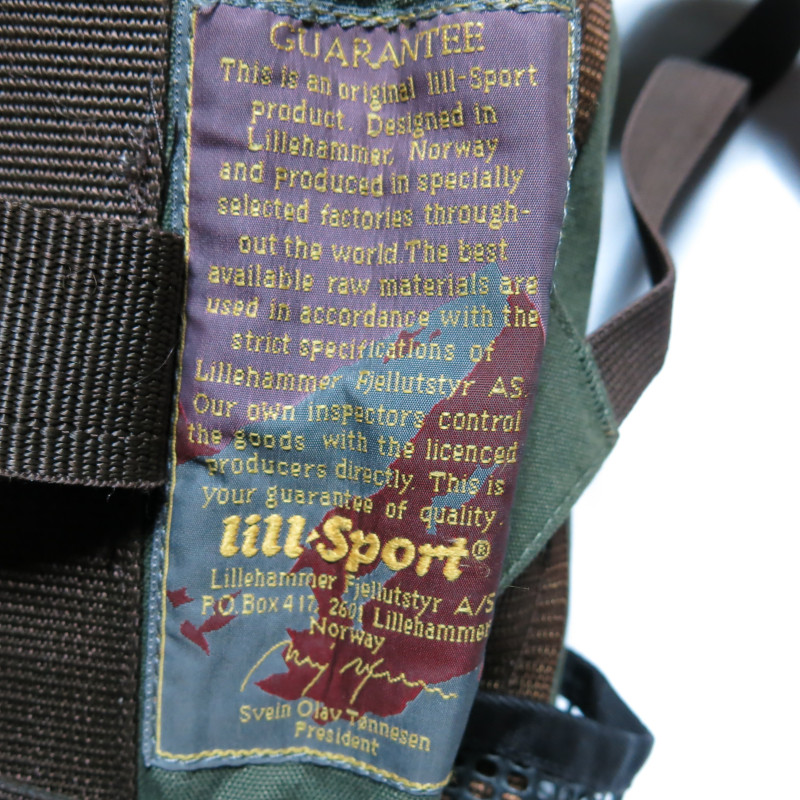 GUARANTEE
This is an original lill-Sport
product. Designed in
Lillehammer, Norway
and produced in specially
selected factories through-
out the world. The best
available raw materials are
used in accordance with the
strict specifications of
Lillehammer Fjellutstyr AS.
Our own inspectors control
the goods with the licenced
producers directly. This is
your guarantee of quality.
lill-Sport®
Lillehammer Fjellutstyr A/S
P.O.Box 417, 2601 Lillehammer
Norway
Svein Olav Tønnesen
President